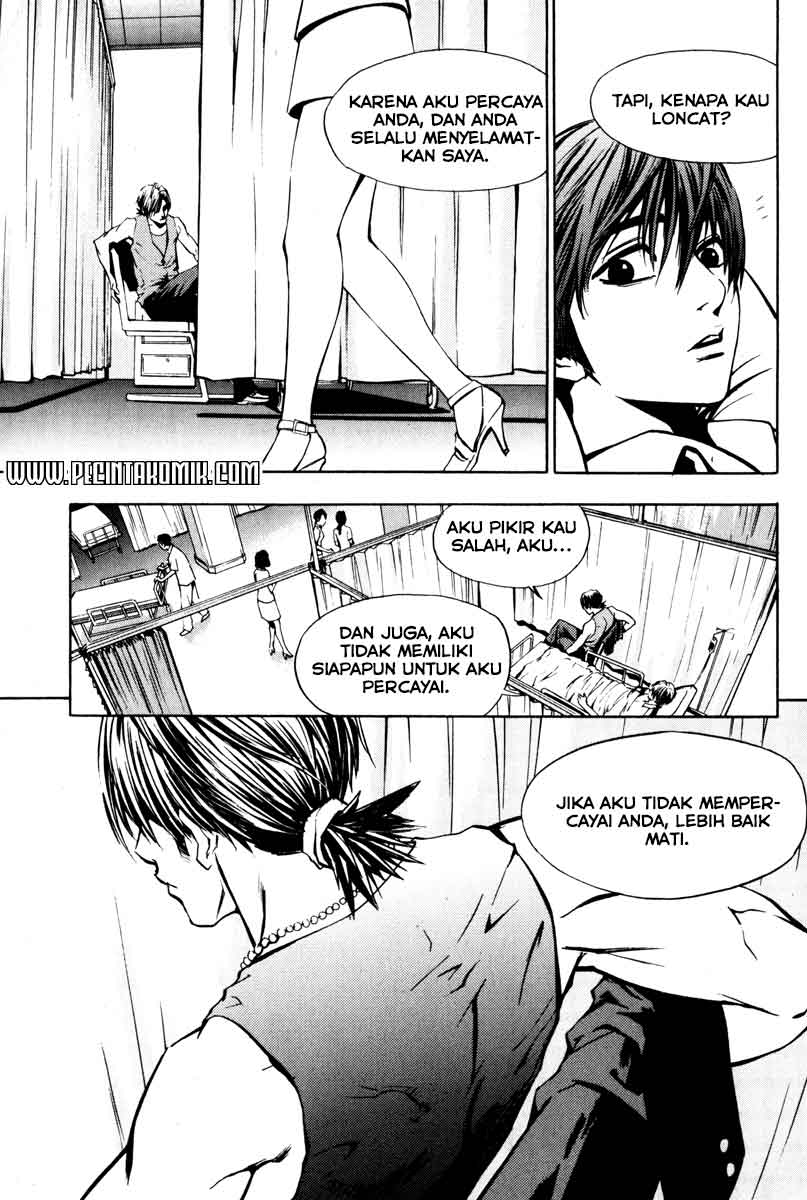 TAPI, KENAPA KAU
LONCAT?
KARENA AKU PERCAYA
ANDA, DAN ANDA
SELALU MENYELAMAT-
KAN SAYA.
WWW.PECINTAKOMIK.COM
AKU PIKIR KAU
SALAH, AKU...
DAN JUGA, AKU
TIDAK MEMILIKI
SIAPAPUN UNTUK AKU
PERCAYAI.
JIKA AKU TIDAK MEMPER-
CAYAI ANDA, LEBIH BAIK
MATI.